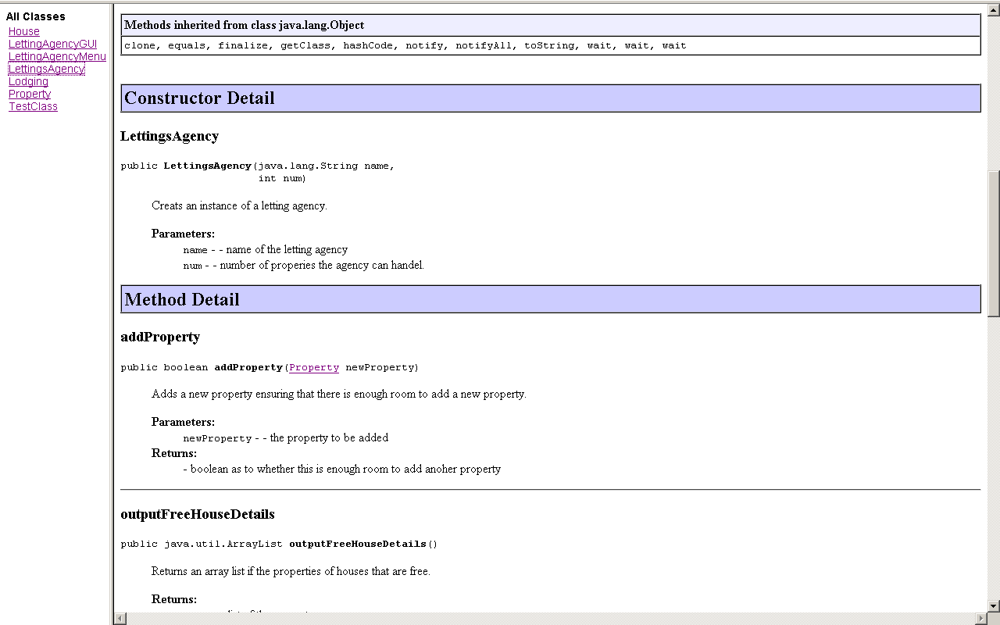 All Classes
House
LettingAgencyGUI
LettingAgencyMenu
LettingsAgency
Lodging
Property
TestClass
Methods inherited from class java.lang.Object
clone, equals, finalize, getClass, hashCode, notify, notifyAll, toString, wait, wait, wait
Constructor Detail
LettingsAgency
public LettingsAgency(java.lang.String name,
int num)
Creats an instance of a letting agency.
Parameters:
name - - name of the letting agency
num - - number of properies the agency can handel.
Method Detail
addProperty
public boolean addProperty(Property newProperty)
Adds a new property ensuring that there is enough room to add a new property.
Parameters:
newProperty - - the property to be added
Returns:
- boolean as to whether this is enough room to add anoher property
outputFreeHouseDetails
public java.util.ArrayList outputFreeHouseDetails()
Returns an array list if the properties of houses that are free.
Returns: